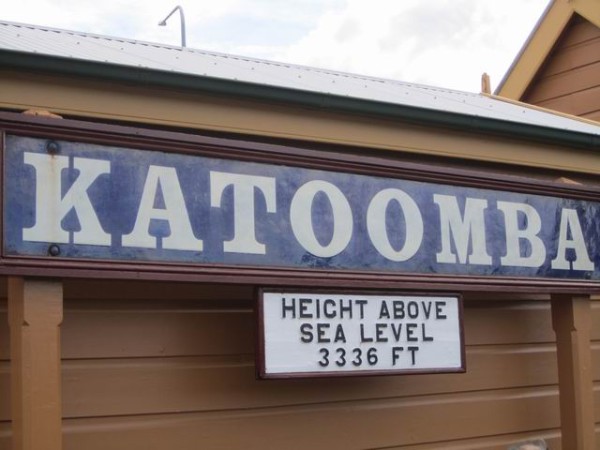 KATOOMBA
HEIGHT ABOVE
SEA LEVEL
3336 FT